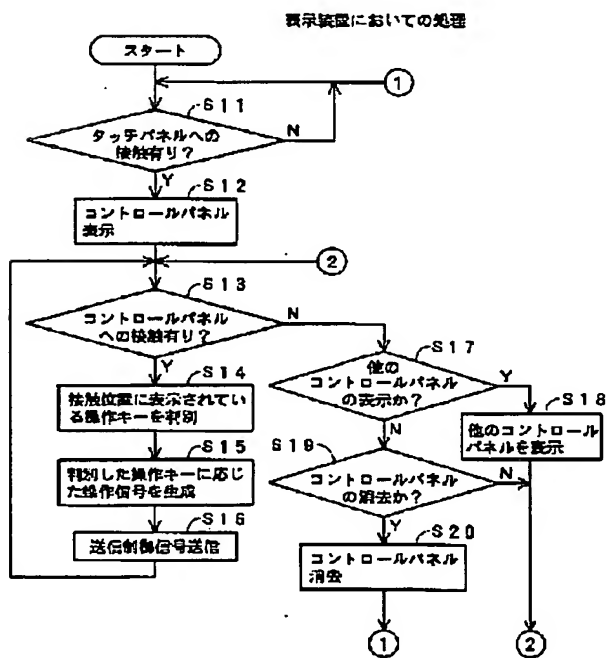 表示装置においての処理
スタート
①
S11
タッチパネルへの
接触有り?
N
Y
S12
コントロールパネル
表示
②
S13
コントロールパネル
への接触有り?
N
Y
S14
接触位置に表示されてい
る操作キーを判別
S15
判別した操作キーに応じ
た操作信号を生成
S16
送信制御信号送信
S17
他の
コントロールパネル
の表示か?
Y
N
S18
他のコントロール
パネルを表示
S19
コントロールパネル
の消去か?
N
Y
S20
コントロールパネル
消去
①
②